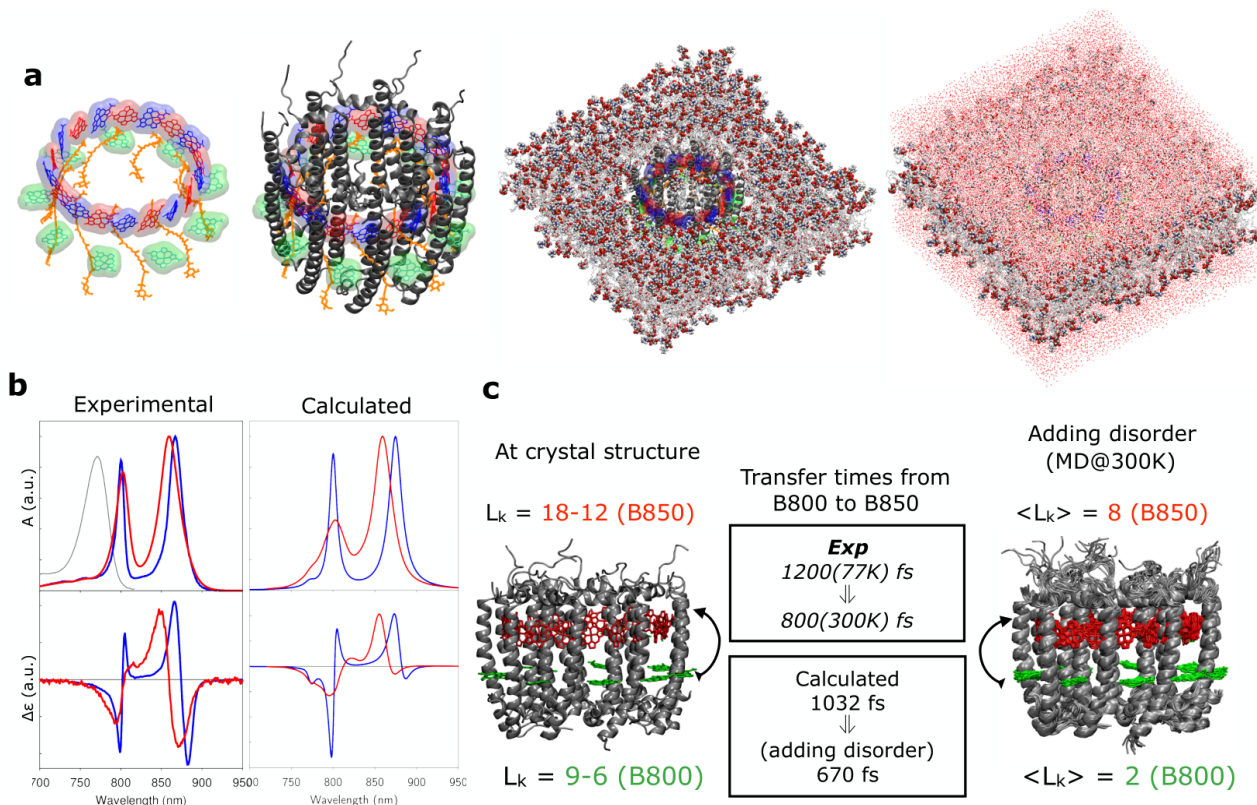 a
b
Experimental
Calculated
A (a.u.)
Δε (a.u.)
700
750
800
850
900
950
Wavelength (nm)
700
750
800
850
900
950
Wavelength (nm)
c
At crystal structure
Lk = 18-12 (B850)
Lk = 9-6 (B800)
Transfer times from
B800 to B850
Exp
1200(77K) fs
⇓
800(300K) fs
Calculated
1032 fs
⇓
(adding disorder)
670 fs
Adding disorder
(MD@300K)
<Lk> = 8 (B850)
<Lk> = 2 (B800)